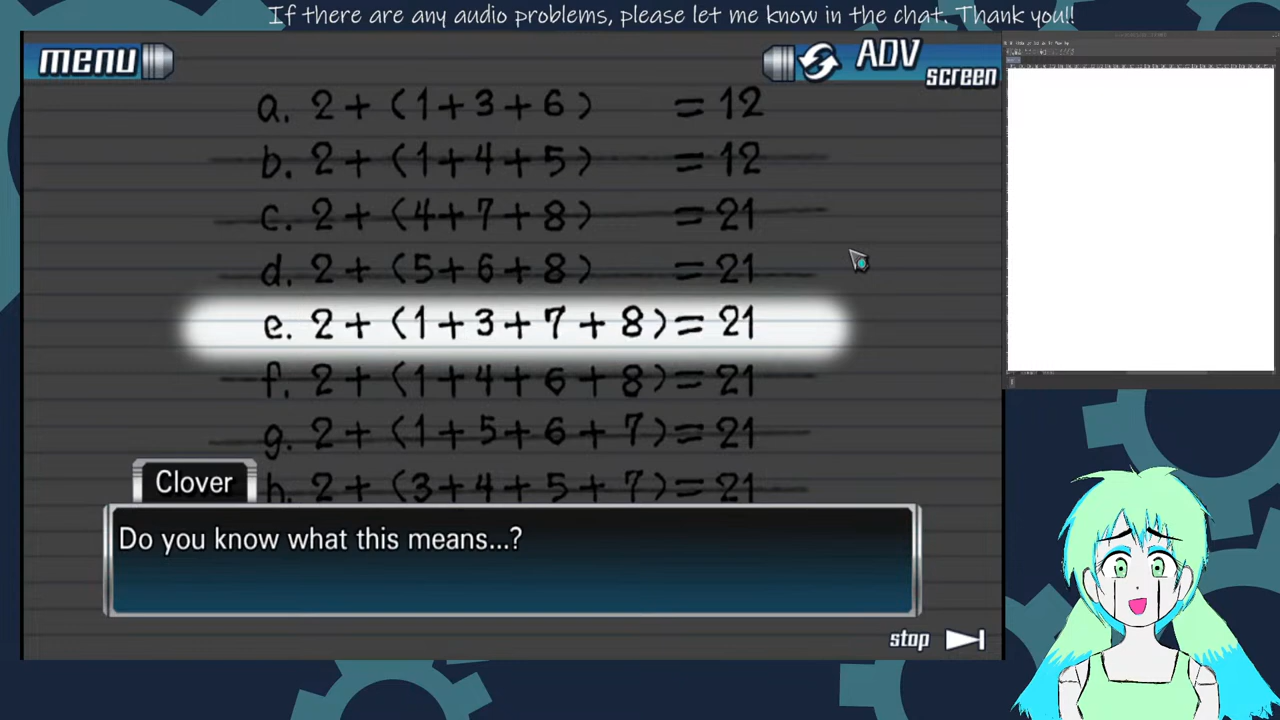 If there are any audio problems, please let me know in the chat. Thank you!!
menu
ADV
screen
a. 2 + (1+3+6) = 12
b. 2 + (1+4+5) = 12
c. 2 + (4+7+8) = 21
d. 2 + (5+6+8) = 21
e. 2 + (1+3+7+8) = 21
f. 2 + (1+4+6+8) = 21
g. 2 + (1+5+6+7) = 21
h. 2 + (3+4+5+7) = 21
Clover
Do you know what this means...?
stop